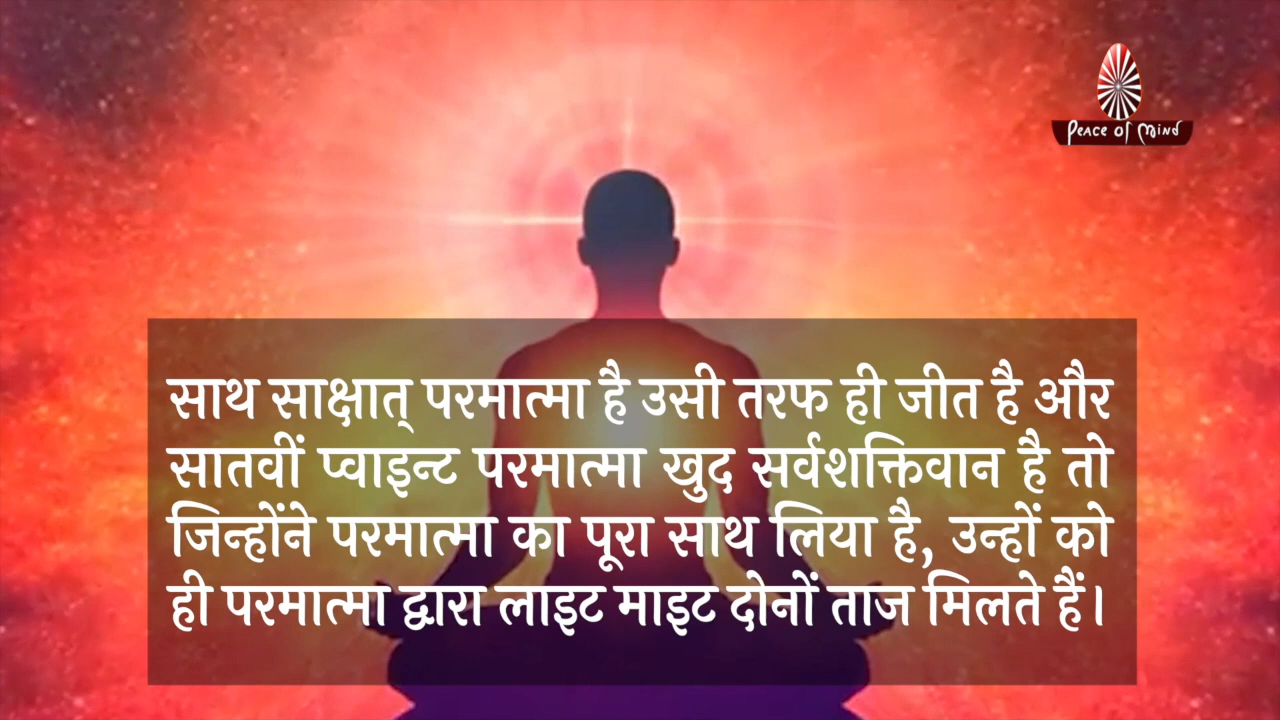 Peace of Mind
साथ साक्षात् परमात्मा है उसी तरफ ही जीत है और
सातवीं प्वाइन्ट परमात्मा खुद सर्वशक्तिवान है तो
जिन्होंने परमात्मा का पूरा साथ लिया है, उन्हों को
ही परमात्मा द्वारा लाइट माइट दोनों ताज मिलते हैं।